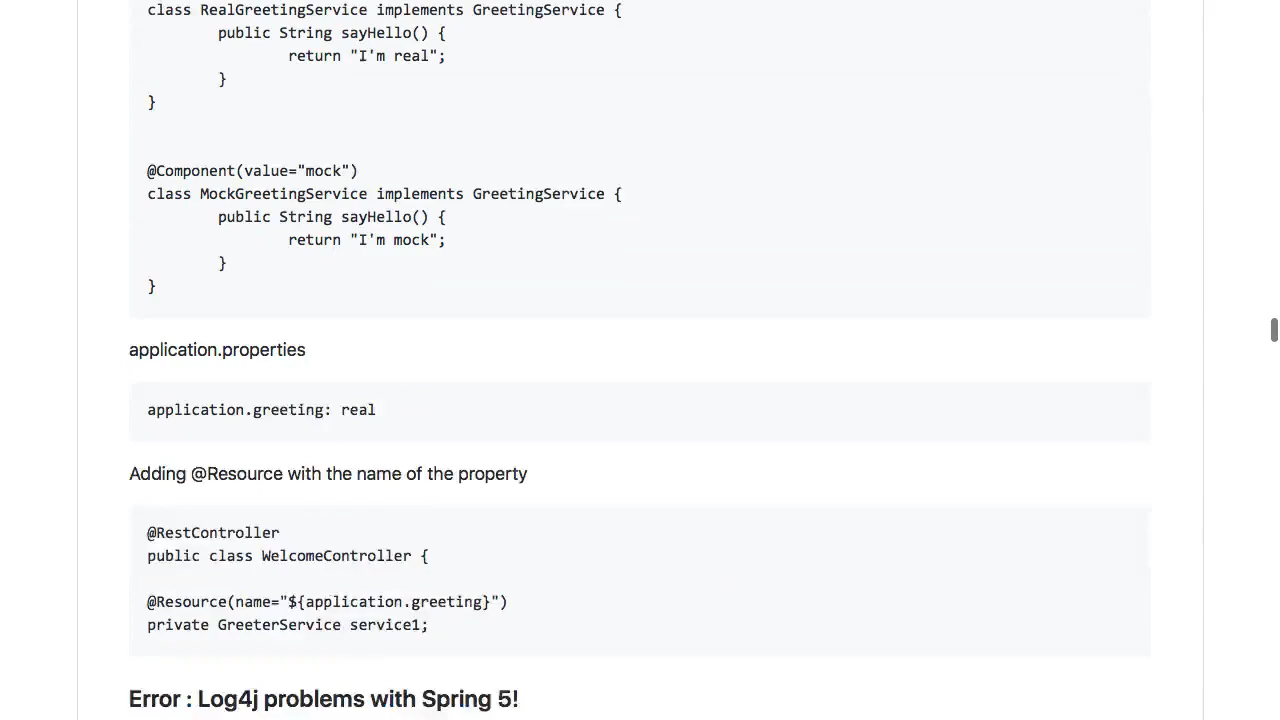 class RealGreetingService implements GreetingService {
        public String sayHello() {
                return "I'm real";
        }
}
@Component(value="mock")
class MockGreetingService implements GreetingService {
        public String sayHello() {
                return "I'm mock";
        }
}
application.properties
application.greeting: real
Adding @Resource with the name of the property
@RestController
public class WelcomeController {
@Resource(name="${application.greeting}")
private GreeterService service1;
Error : Log4j problems with Spring 5!